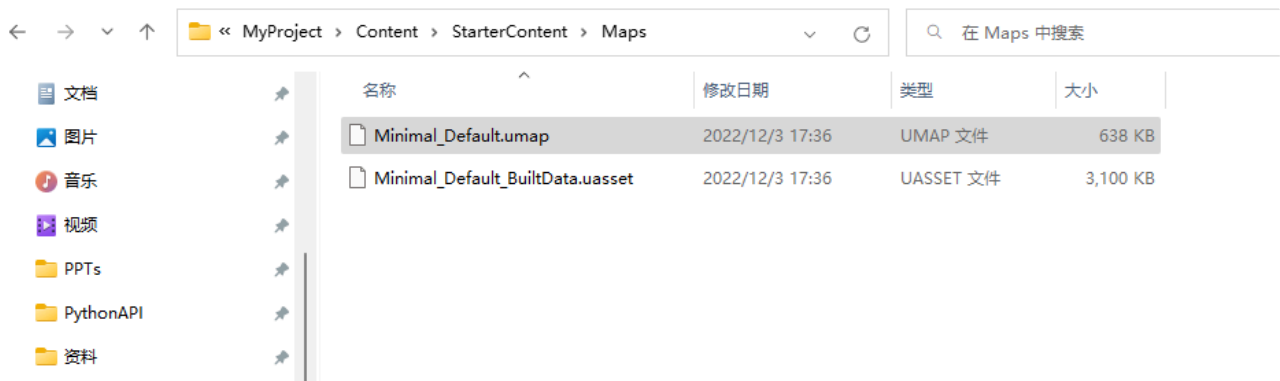 « MyProject › Content › StarterContent › Maps
在 Maps 中搜索
文档
图片
音乐
视频
PPTs
PythonAPI
资料
名称 修改日期 类型 大小
Minimal_Default.umap 2022/12/3 17:36 UMAP 文件 638 KB
Minimal_Default_BuiltData.uasset 2022/12/3 17:36 UASSET 文件 3,100 KB